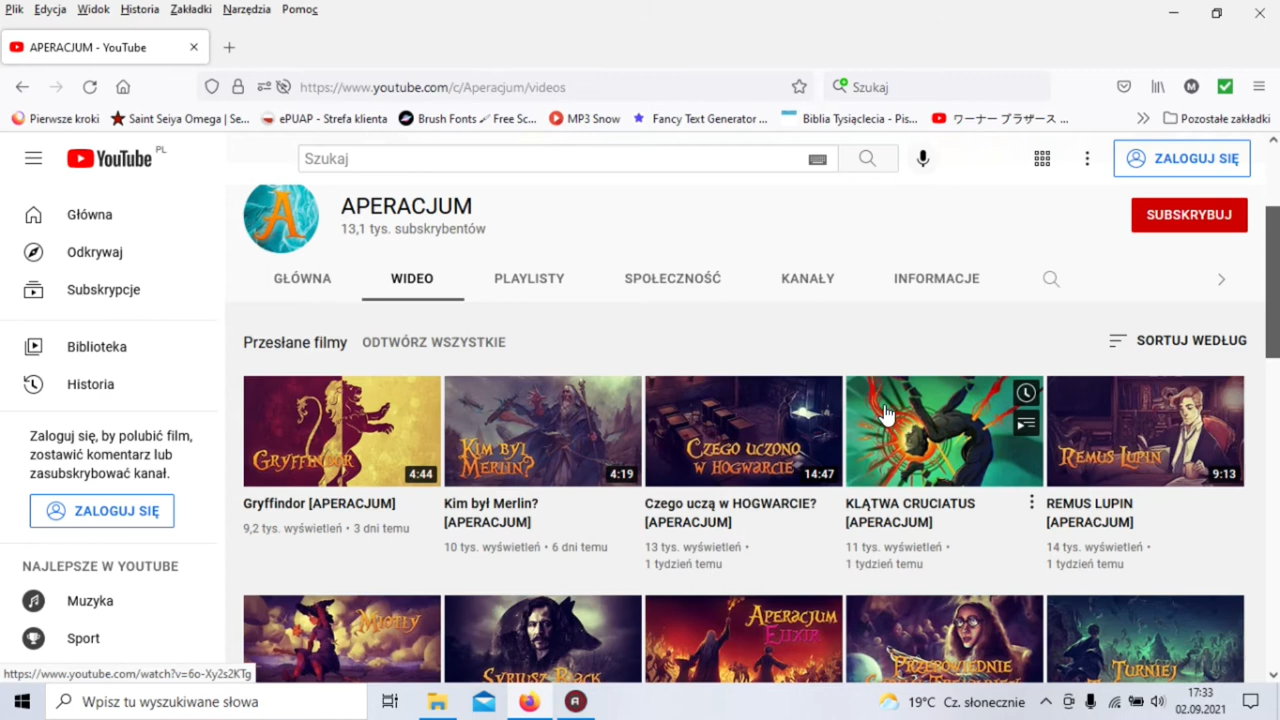 Plik Edycja Widok Historia Zakładki Narzędzia Pomoc
APERACJUM - YouTube
https://www.youtube.com/c/Aperacjum/videos
Szukaj
Pierwsze kroki Saint Seiya Omega | Se... ePUAP - Strefa klienta Brush Fonts Free Sc... MP3 Snow Fancy Text Generator ... Biblia Tysiąclecia - Pis... ワーナー ブラザース ... Pozostałe zakładki
YouTube PL
Szukaj
ZALOGUJ SIĘ
Główna
Odkrywaj
Subskrypcje
Biblioteka
Historia
Zaloguj się, by polubić film,
zostawić komentarz lub
zasubskrybować kanał.
ZALOGUJ SIĘ
NAJLEPSZE W YOUTUBE
Muzyka
Sport
A
APERACJUM
13,1 tys. subskrybentów
SUBSKRYBUJ
GŁÓWNA WIDEO PLAYLISTY SPOŁECZNOŚĆ KANAŁY INFORMACJE
Przesłane filmy ODTWÓRZ WSZYSTKIE SORTUJ WEDŁUG
GRYFFINDOR
4:44
Gryffindor [APERACJUM]
9,2 tys. wyświetleń • 3 dni temu
KIM BYŁ
MERLIN?
4:19
Kim był Merlin?
[APERACJUM]
10 tys. wyświetleń • 6 dni temu
CZEGO UCZONO
W HOGWARCIE
14:47
Czego uczą w HOGWARCIE?
[APERACJUM]
13 tys. wyświetleń •
1 tydzień temu
KLĄTWA CRUCIATUS
[APERACJUM]
11 tys. wyświetleń •
1 tydzień temu
REMUS LUPIN
9:13
REMUS LUPIN
[APERACJUM]
14 tys. wyświetleń •
1 tydzień temu
MIOTŁY
SYRIUSZ BLACK
APERACJUM
ELIXIR
PRZEPOWIEDNIE
TURNIEJ
https://www.youtube.com/watch?v=6o-Xy2s2KTg
Wpisz tu wyszukiwane słowa
19°C Cz. słonecznie
17:33
02.09.2021